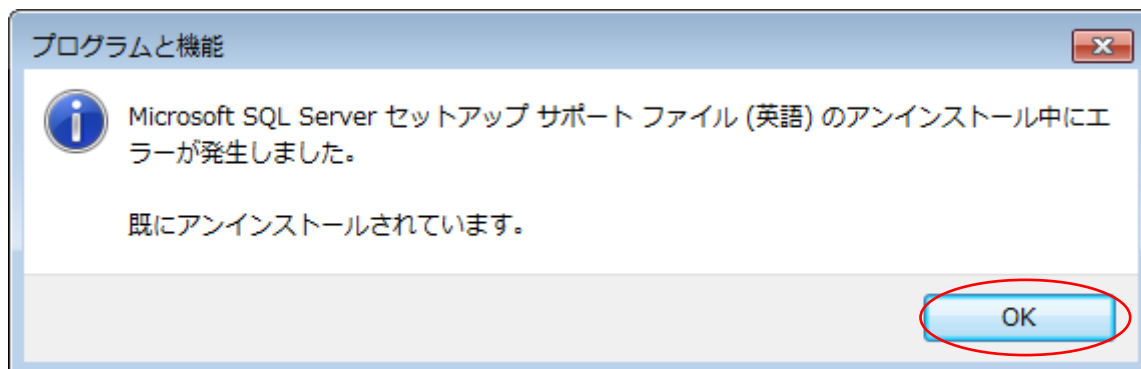 プログラムと機能
Microsoft SQL Server セットアップ サポート ファイル (英語) のアンインストール中にエ
ラーが発生しました。
既にアンインストールされています。
OK